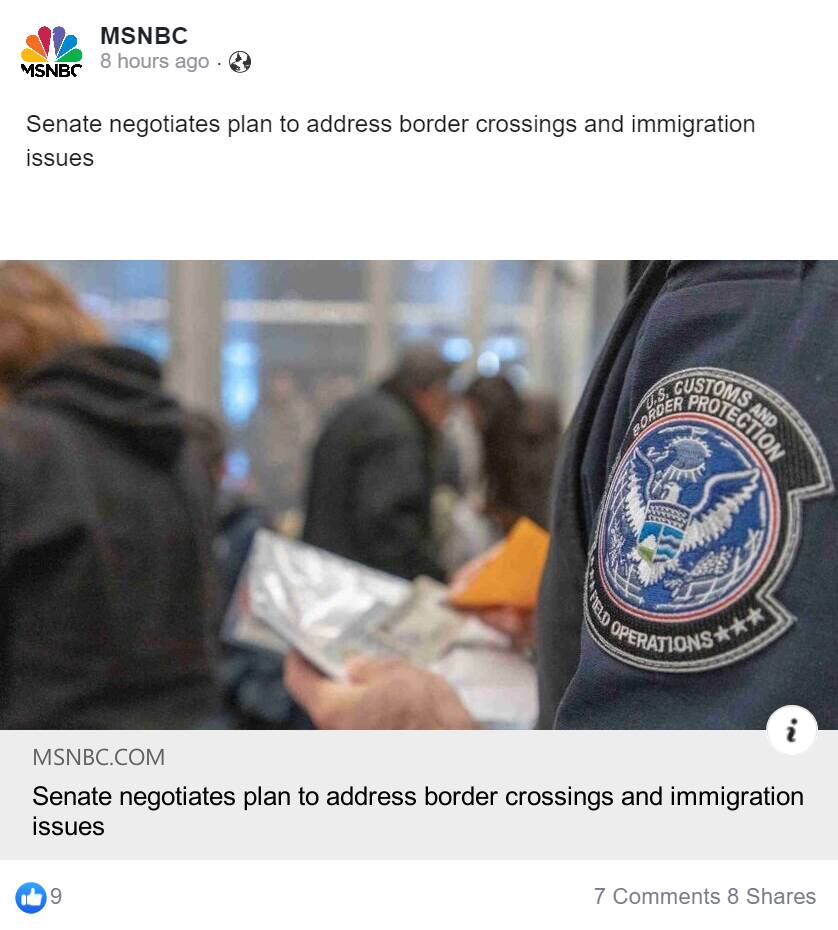 MSNBC
MSNBC
8 hours ago ·
Senate negotiates plan to address border crossings and immigration
issues
U.S. CUSTOMS AND
BORDER PROTECTION
FIELD OPERATIONS
i
MSNBC.COM
Senate negotiates plan to address border crossings and immigration
issues
9
7 Comments 8 Shares